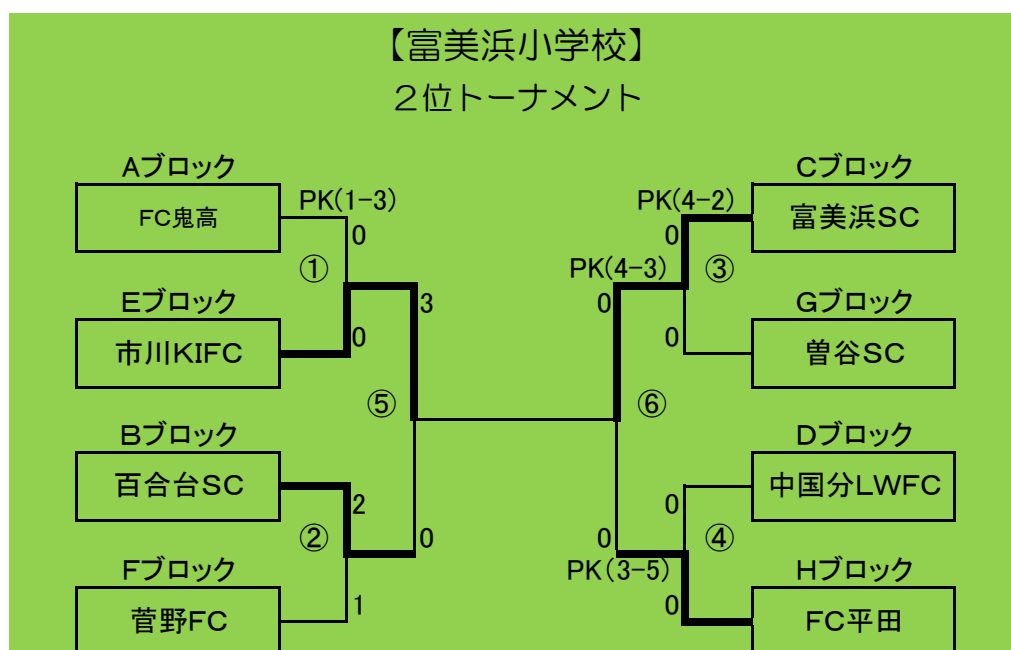 【富美浜小学校】
２位トーナメント
Aブロック
FC鬼高
PK(1-3)
0
①
Eブロック
市川KIFC
0
3
⑤
Bブロック
百合台SC
2
②
0
Fブロック
菅野FC
1
Cブロック
富美浜SC
PK(4-2)
0
③
PK(4-3)
0
Gブロック
曽谷SC
0
⑥
Dブロック
中国分LWFC
0
④
0
PK(3-5)
Hブロック
FC平田
0